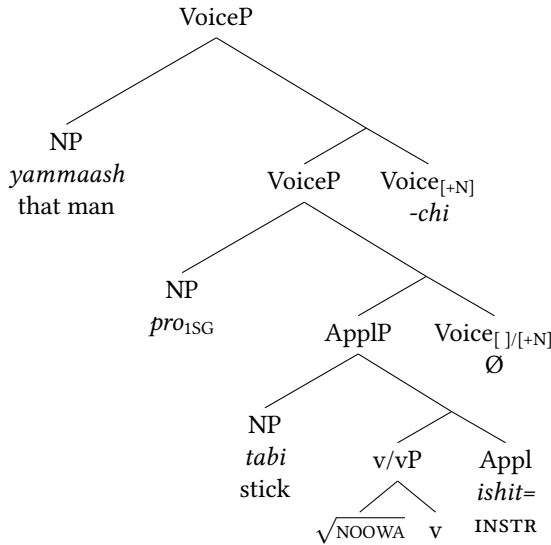 VoiceP
NP
yammaash
that man
VoiceP
Voice[+N]
-chi
NP
pro1SG
ApplP
Voice[ ]/[+N]
Ø
NP
tabi
stick
v/vP
Appl
ishit=
INSTR
√NOOWA
v